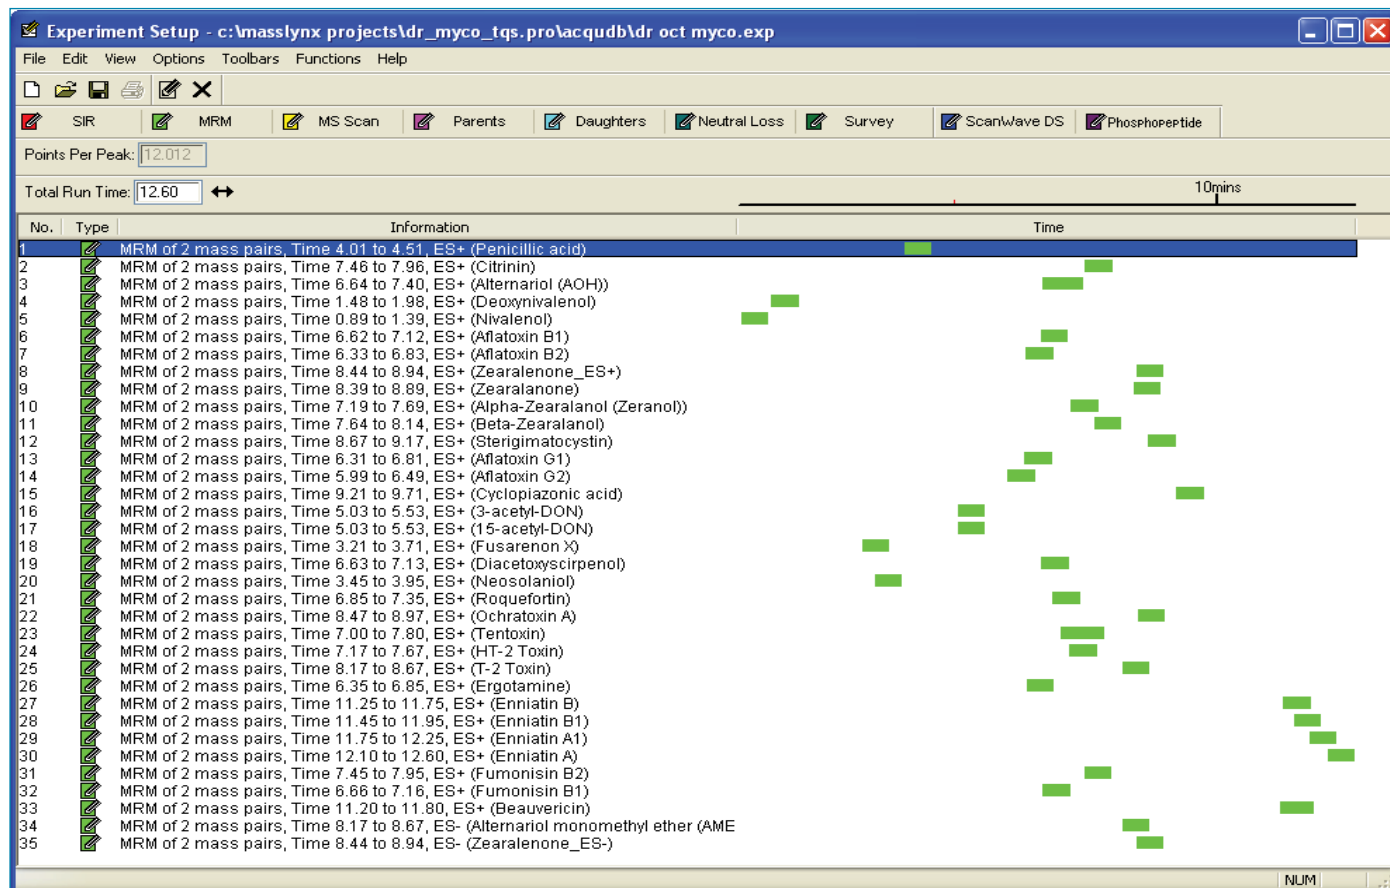 Experiment Setup - c:\masslynx projects\dr_myco_tqs.pro\acqudb\dr oct myco.exp
File Edit View Options Toolbars Functions Help
SIR MRM MS Scan Parents Daughters Neutral Loss Survey ScanWave DS Phosphopeptide
Points Per Peak: 12.012
Total Run Time: 12.60 10mins
No. Type Information Time
1 MRM of 2 mass pairs, Time 4.01 to 4.51, ES+ (Penicillic acid)
2 MRM of 2 mass pairs, Time 7.46 to 7.96, ES+ (Citrinin)
3 MRM of 2 mass pairs, Time 6.64 to 7.40, ES+ (Alternariol (AOH))
4 MRM of 2 mass pairs, Time 1.48 to 1.98, ES+ (Deoxynivalenol)
5 MRM of 2 mass pairs, Time 0.89 to 1.39, ES+ (Nivalenol)
6 MRM of 2 mass pairs, Time 6.62 to 7.12, ES+ (Aflatoxin B1)
7 MRM of 2 mass pairs, Time 6.33 to 6.83, ES+ (Aflatoxin B2)
8 MRM of 2 mass pairs, Time 8.44 to 8.94, ES+ (Zearalenone_ES+)
9 MRM of 2 mass pairs, Time 8.39 to 8.89, ES+ (Zearalanone)
10 MRM of 2 mass pairs, Time 7.19 to 7.69, ES+ (Alpha-Zearalanol (Zeranol))
11 MRM of 2 mass pairs, Time 7.64 to 8.14, ES+ (Beta-Zearalanol)
12 MRM of 2 mass pairs, Time 8.67 to 9.17, ES+ (Sterigimatocystin)
13 MRM of 2 mass pairs, Time 6.31 to 6.81, ES+ (Aflatoxin G1)
14 MRM of 2 mass pairs, Time 5.99 to 6.49, ES+ (Aflatoxin G2)
15 MRM of 2 mass pairs, Time 9.21 to 9.71, ES+ (Cyclopiazonic acid)
16 MRM of 2 mass pairs, Time 5.03 to 5.53, ES+ (3-acetyl-DON)
17 MRM of 2 mass pairs, Time 5.03 to 5.53, ES+ (15-acetyl-DON)
18 MRM of 2 mass pairs, Time 3.21 to 3.71, ES+ (Fusarenon X)
19 MRM of 2 mass pairs, Time 6.63 to 7.13, ES+ (Diacetoxyscirpenol)
20 MRM of 2 mass pairs, Time 3.45 to 3.95, ES+ (Neosolaniol)
21 MRM of 2 mass pairs, Time 6.85 to 7.35, ES+ (Roquefortin)
22 MRM of 2 mass pairs, Time 8.47 to 8.97, ES+ (Ochratoxin A)
23 MRM of 2 mass pairs, Time 7.00 to 7.80, ES+ (Tentoxin)
24 MRM of 2 mass pairs, Time 7.17 to 7.67, ES+ (HT-2 Toxin)
25 MRM of 2 mass pairs, Time 8.17 to 8.67, ES+ (T-2 Toxin)
26 MRM of 2 mass pairs, Time 6.35 to 6.85, ES+ (Ergotamine)
27 MRM of 2 mass pairs, Time 11.25 to 11.75, ES+ (Enniatin B)
28 MRM of 2 mass pairs, Time 11.45 to 11.95, ES+ (Enniatin B1)
29 MRM of 2 mass pairs, Time 11.75 to 12.25, ES+ (Enniatin A1)
30 MRM of 2 mass pairs, Time 12.10 to 12.60, ES+ (Enniatin A)
31 MRM of 2 mass pairs, Time 7.45 to 7.95, ES+ (Fumonisin B2)
32 MRM of 2 mass pairs, Time 6.66 to 7.16, ES+ (Fumonisin B1)
33 MRM of 2 mass pairs, Time 11.20 to 11.80, ES+ (Beauvericin)
34 MRM of 2 mass pairs, Time 8.17 to 8.67, ES- (Alternariol monomethyl ether (AME
35 MRM of 2 mass pairs, Time 8.44 to 8.94, ES- (Zearalenone_ES-)
NUM